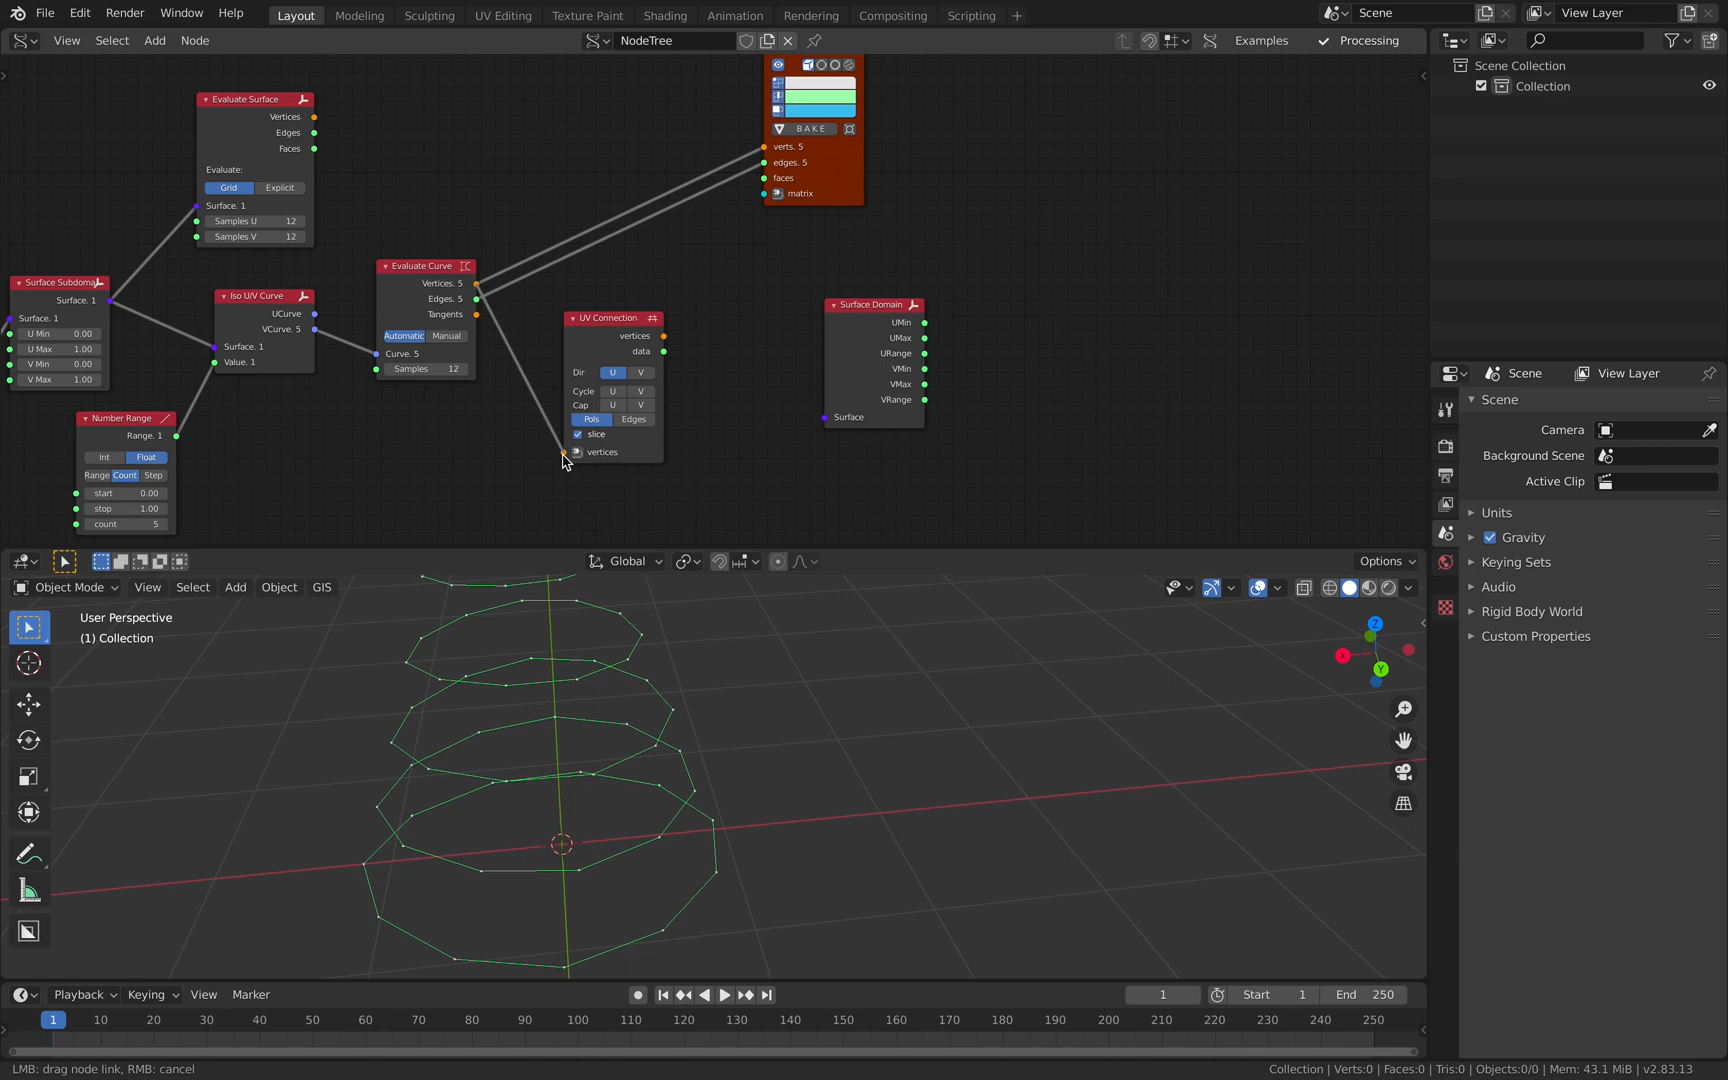 File Edit Render Window Help Layout Modeling Sculpting UV Editing Texture Paint Shading Animation Rendering Compositing Scripting Scene View Layer
View Select Add Node NodeTree Examples Processing
Scene Collection
Collection
Evaluate Surface
Vertices
Edges
Faces
Evaluate:
Grid Explicit
Surface. 1
Samples U 12
Samples V 12
BAKE
verts. 5
edges. 5
faces
matrix
Surface Subdoma
Surface. 1
Surface. 1
U Min 0.00
U Max 1.00
V Min 0.00
V Max 1.00
Iso U/V Curve
UCurve
VCurve. 5
Surface. 1
Value. 1
Evaluate Curve
Vertices. 5
Edges. 5
Tangents
Automatic Manual
Curve. 5
Samples 12
UV Connection
vertices
data
Dir U V
Cycle U V
Cap U V
Pols Edges
slice
vertices
Surface Domain
UMin
UMax
URange
VMin
VMax
VRange
Surface
Number Range
Range. 1
Int Float
Range Count Step
start 0.00
stop 1.00
count 5
Scene View Layer
Scene
Camera
Background Scene
Active Clip
Units
Gravity
Keying Sets
Audio
Rigid Body World
Custom Properties
Global Options
Object Mode View Select Add Object GIS
User Perspective
(1) Collection
Z
X
Y
Playback Keying View Marker 1 Start 1 End 250
1 10 20 30 40 50 60 70 80 90 100 110 120 130 140 150 160 170 180 190 200 210 220 230 240 250
LMB: drag node link, RMB: cancel Collection | Verts:0 | Faces:0 | Tris:0 | Objects:0/0 | Mem: 43.1 MiB | v2.83.13